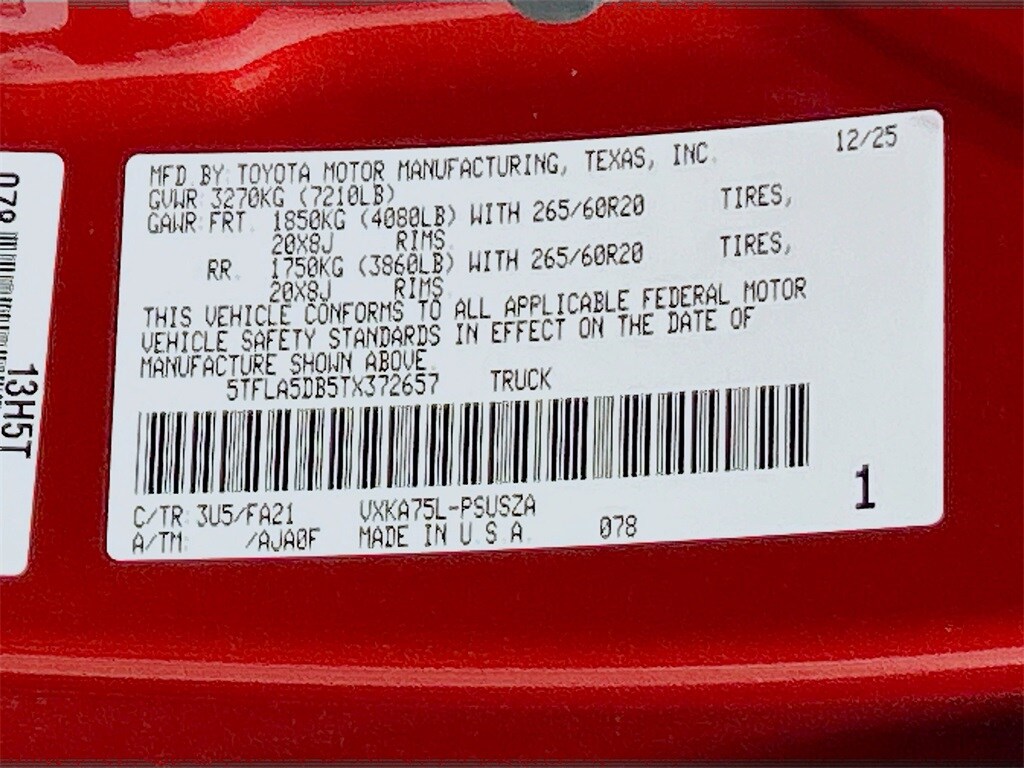 MFD. BY: TOYOTA MOTOR MANUFACTURING, TEXAS, INC. 12/25
GVWR 3270KG (7210LB)
GAWR FRT. 1850KG (4080LB) WITH 265/60R20 TIRES,
20X8J RIMS.
RR. 1750KG (3860LB) WITH 265/60R20 TIRES,
20X8J RIMS.
THIS VEHICLE CONFORMS TO ALL APPLICABLE FEDERAL MOTOR
VEHICLE SAFETY STANDARDS IN EFFECT ON THE DATE OF
MANUFACTURE SHOWN ABOVE.
5TFLA5DB5TX372657 TRUCK
C/TR: 3U5/FA21 VXKA75L-PSUSZA 1
A/TM: /AJA0F MADE IN U.S.A. 078
078
13H5T